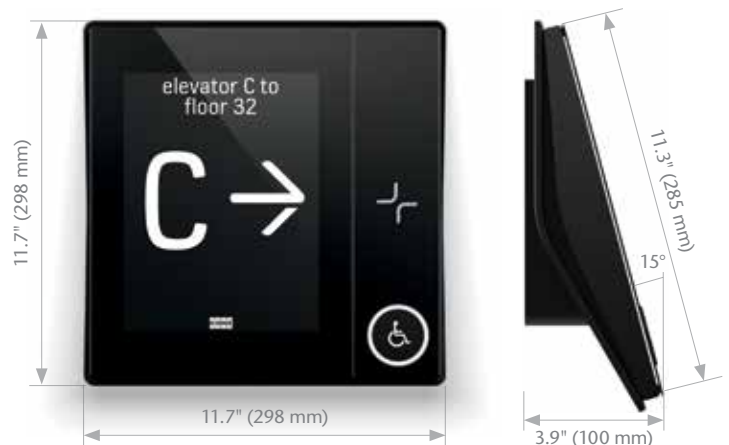 elevator C to
floor 32
C
11.7" (298 mm)
11.7" (298 mm)
11.3" (285 mm)
15°
3.9" (100 mm)